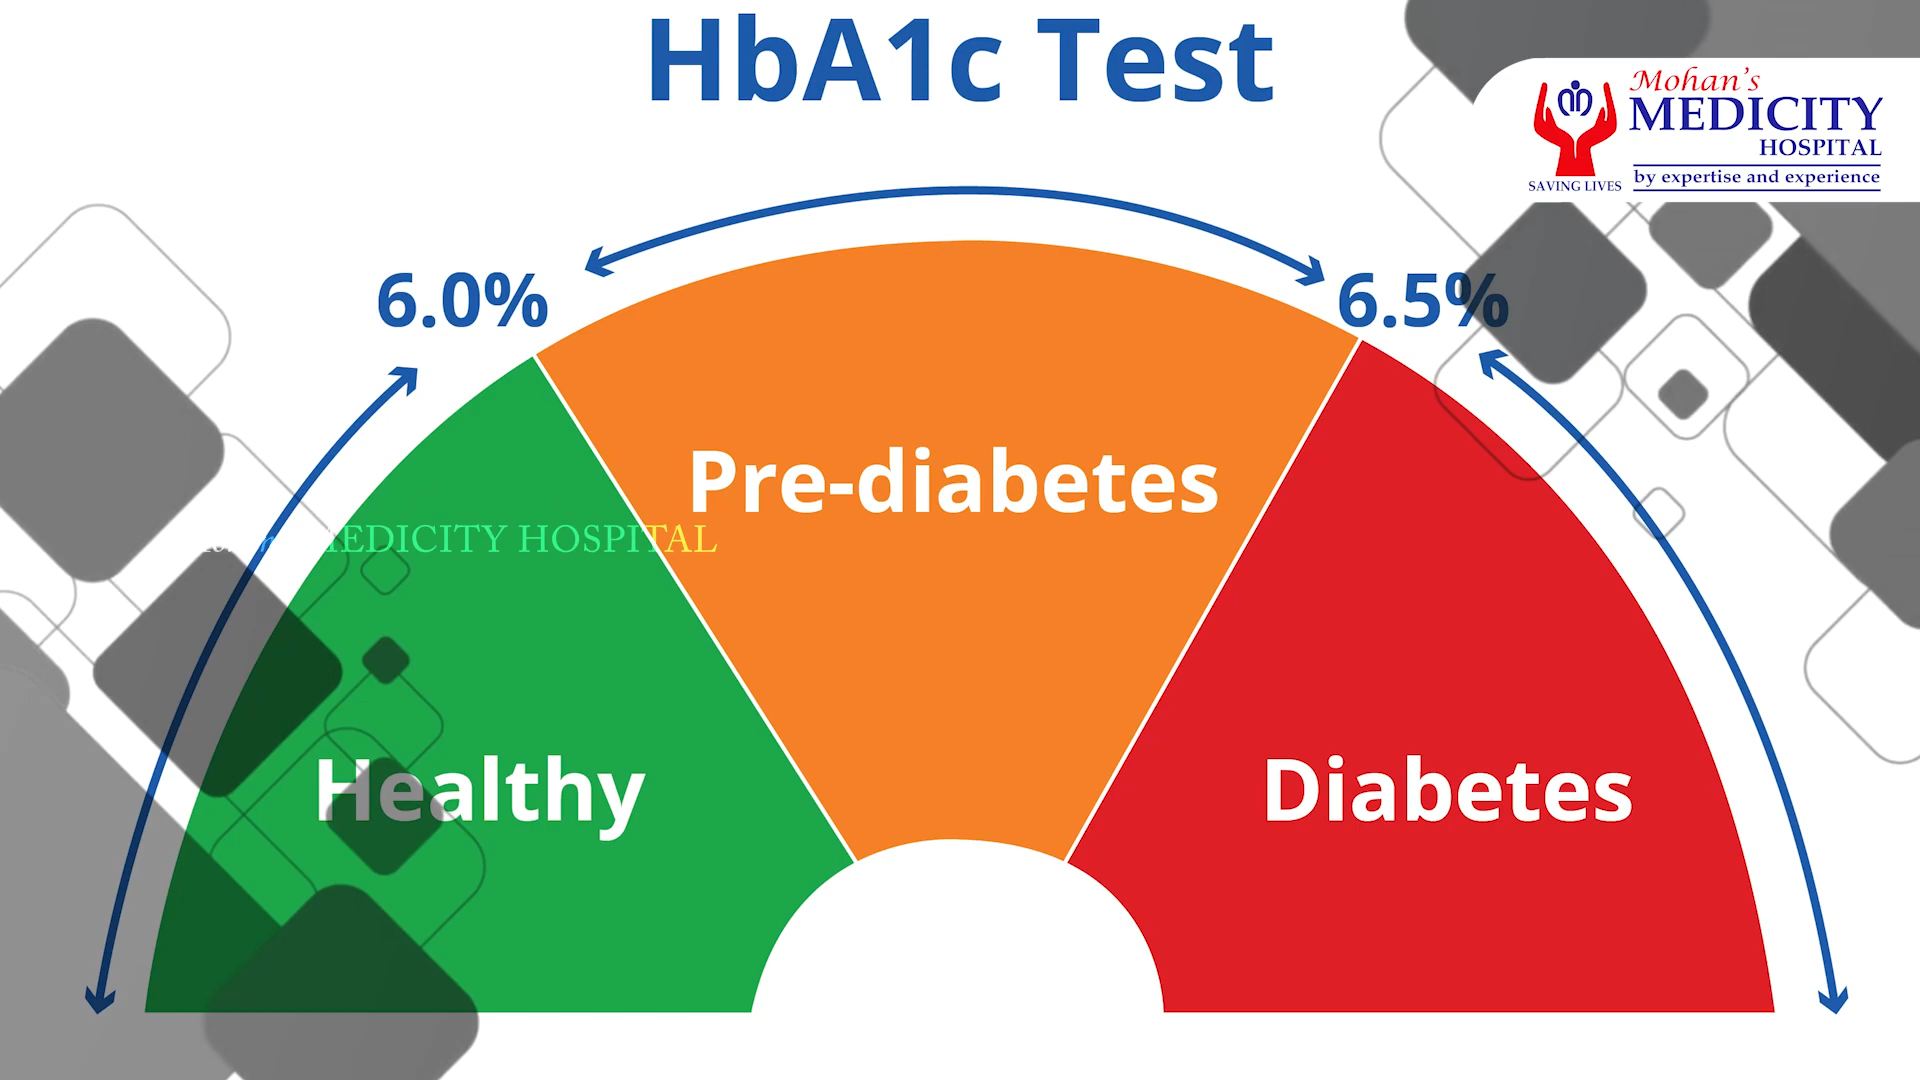 HbA1c Test
Mohan's
MEDICITY
HOSPITAL
SAVING LIVES
by expertise and experience
6.0%
6.5%
Pre-diabetes
MEDICITY HOSPITAL
Healthy
Diabetes